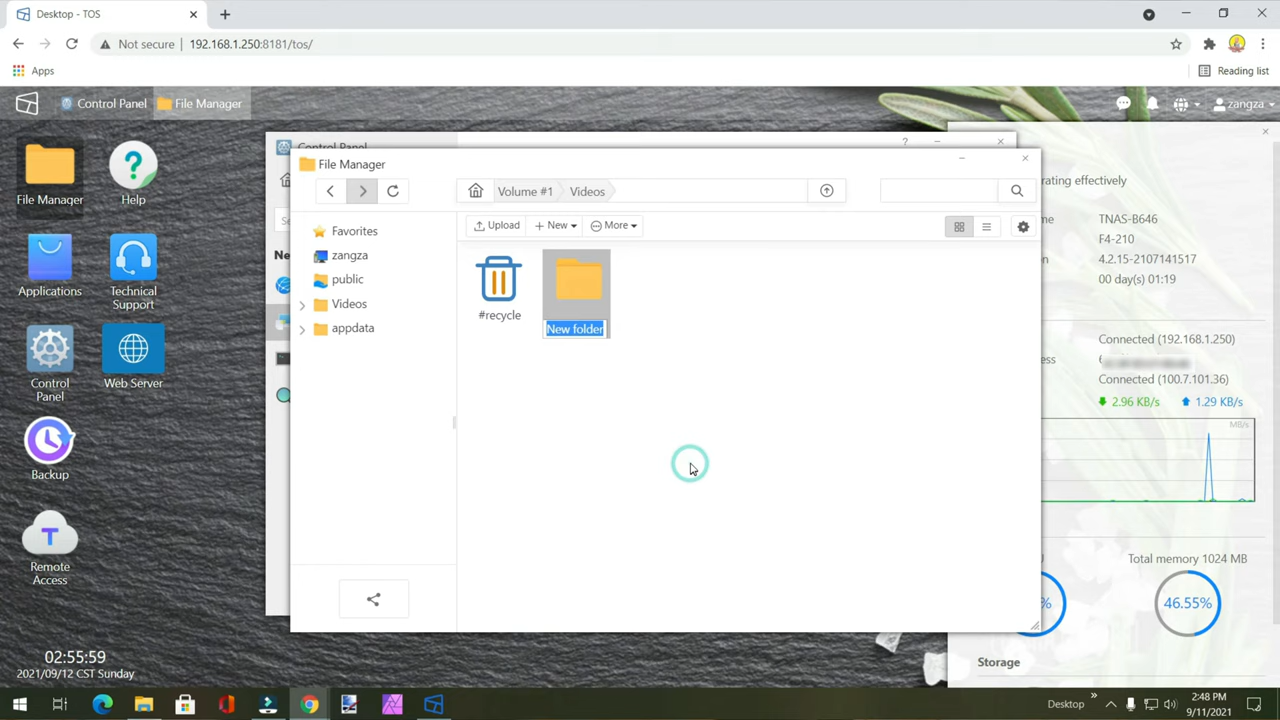 Desktop - TOS
Not secure | 192.168.1.250:8181/tos/
Apps
Reading list
Control Panel
File Manager
zangza
File Manager
Help
Applications
Technical
Support
Control
Panel
Web Server
Backup
Remote
Access
02:55:59
2021/09/12 CST Sunday
Control Panel
?
File Manager
Volume #1
Videos
Upload
+ New
More
Favorites
zangza
public
Videos
appdata
#recycle
New folder
rating effectively
TNAS-B646
F4-210
4.2.15-2107141517
00 day(s) 01:19
Connected (192.168.1.250)
Connected (100.7.101.36)
2.96 KB/s
1.29 KB/s
MB/s
Total memory 1024 MB
%
46.55%
Storage
Desktop
2:48 PM
9/11/2021